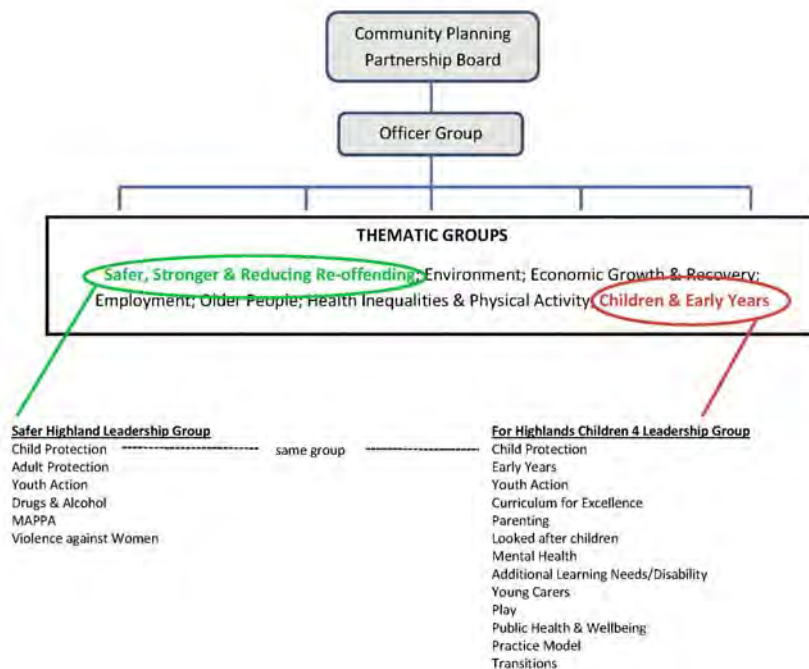 Community Planning
Partnership Board
Officer Group
THEMATIC GROUPS
Safer, Stronger & Reducing Re-offending; Environment; Economic Growth & Recovery;
Employment; Older People; Health Inequalities & Physical Activity; Children & Early Years
Safer Highland Leadership Group
Child Protection
Adult Protection
Youth Action
Drugs & Alcohol
MAPPA
Violence against Women
same group
For Highlands Children 4 Leadership Group
Child Protection
Early Years
Youth Action
Curriculum for Excellence
Parenting
Looked after children
Mental Health
Additional Learning Needs/Disability
Young Carers
Play
Public Health & Wellbeing
Practice Model
Transitions